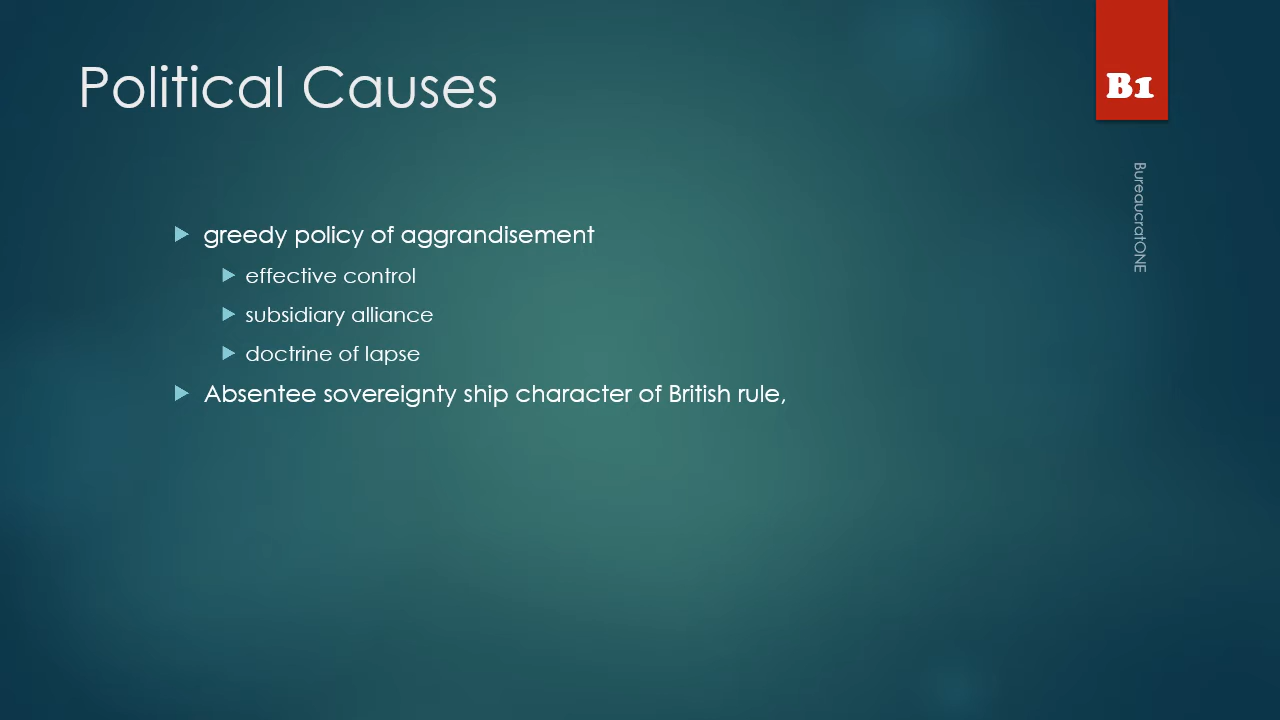 Political Causes
B1
BureaucratONE
greedy policy of aggrandisement
effective control
subsidiary alliance
doctrine of lapse
Absentee sovereignty ship character of British rule,